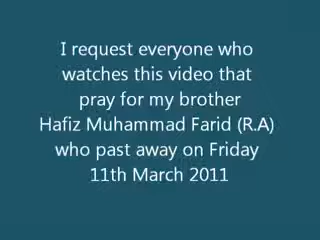 I request everyone who
watches this video that
pray for my brother
Hafiz Muhammad Farid (R.A)
who past away on Friday
11th March 2011